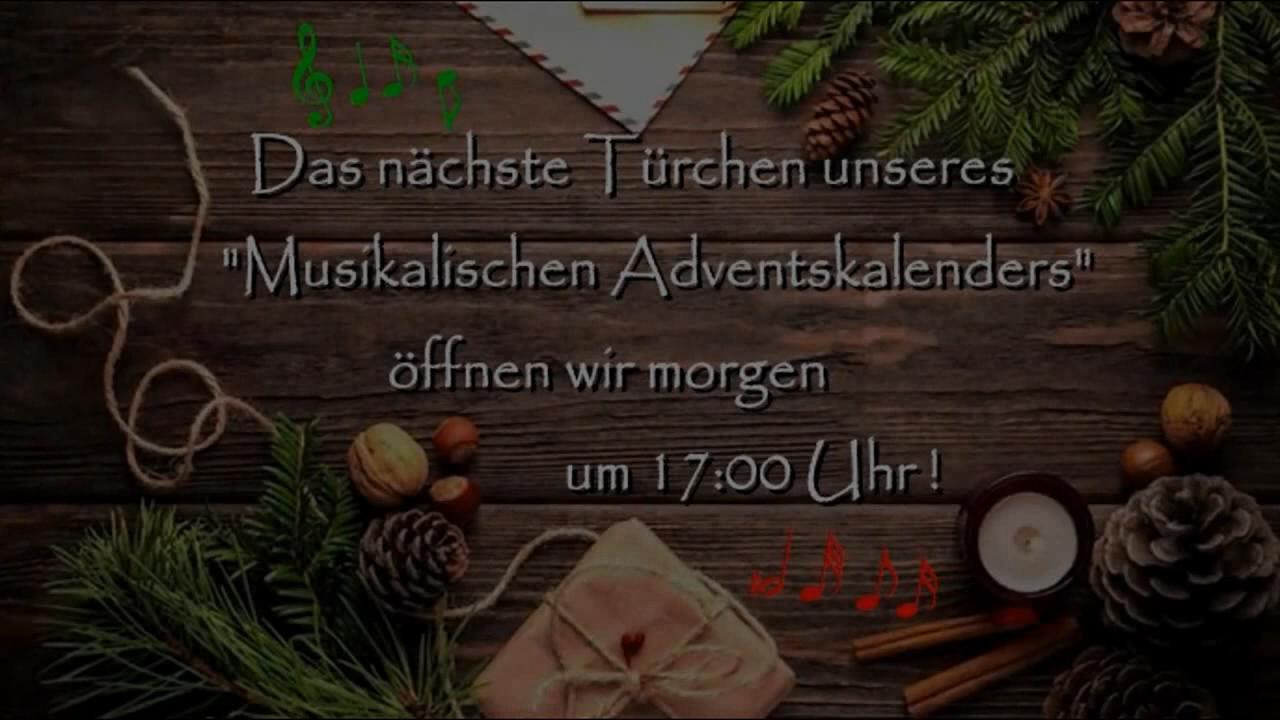 Das nächste Türchen unseres
"Musikalischen Adventskalenders"
öffnen wir morgen
um 17:00 Uhr!